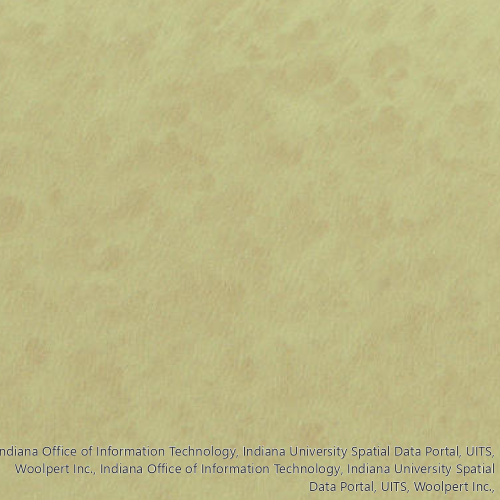 ndiana Office of Information Technology, Indiana University Spatial Data Portal, UITS,
Woolpert Inc., Indiana Office of Information Technology, Indiana University Spatial
Data Portal, UITS, Woolpert Inc.,